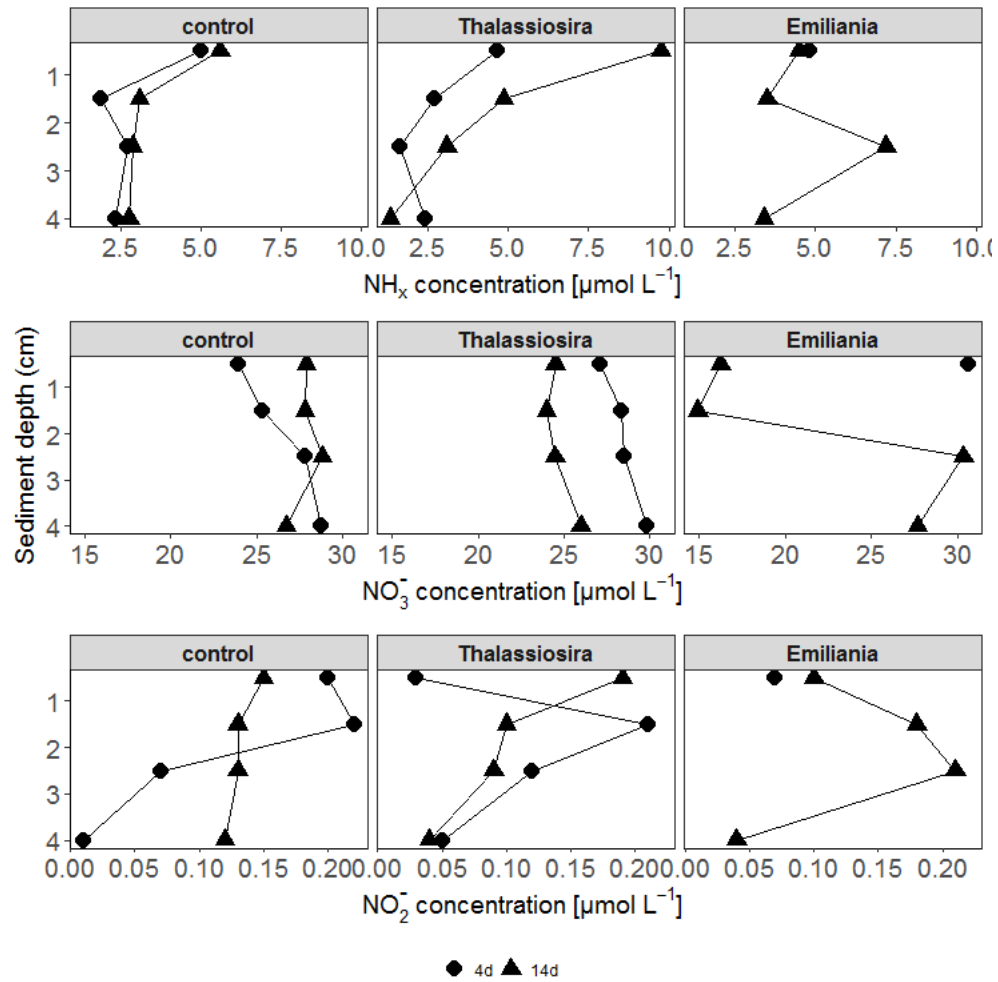 control Thalassiosira Emiliania
1
2
3
4
2.5 5.0 7.5 10.0 2.5 5.0 7.5 10.0 2.5 5.0 7.5 10.0
NHₓ concentration [µmol L⁻¹]
Sediment depth (cm)
control Thalassiosira Emiliania
1
2
3
4
15 20 25 30 15 20 25 30 15 20 25 30
NO₃⁻ concentration [µmol L⁻¹]
control Thalassiosira Emiliania
1
2
3
4
0.00 0.05 0.10 0.15 0.200.00 0.05 0.10 0.15 0.200.00 0.05 0.10 0.15 0.20
NO₂⁻ concentration [µmol L⁻¹]
4d 14d